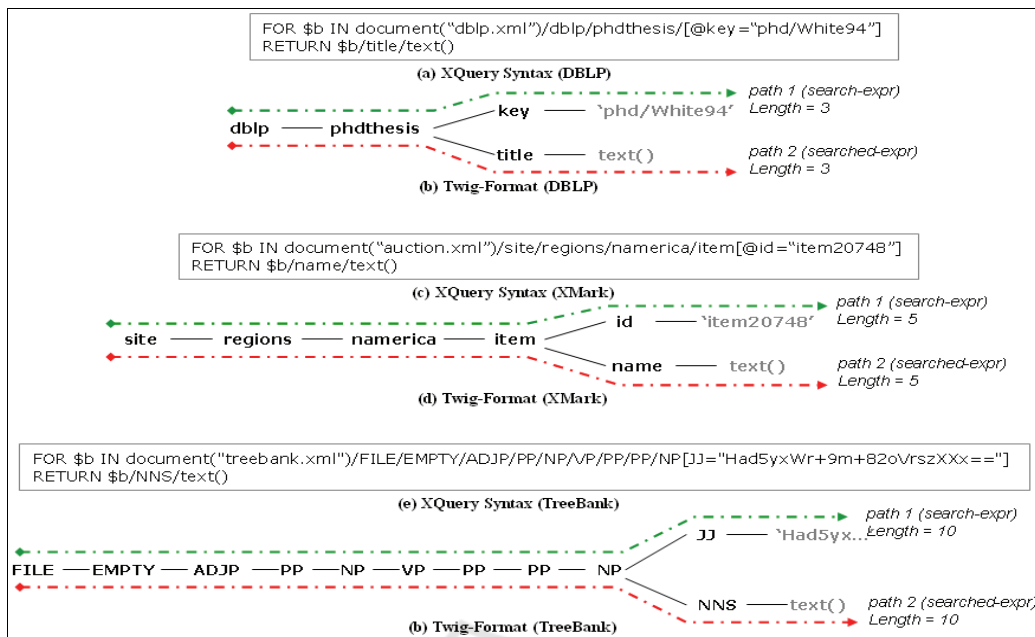 FOR $b IN document(“dblp.xml”)/dblp/phdthesis/[@key=“phd/White94”]
RETURN $b/title/text()
(a) XQuery Syntax (DBLP)
path 1 (search-expr)
Length = 3
key
‘phd/White94’
dblp
phdthesis
title
text()
path 2 (searched-expr)
Length = 3
(b) Twig-Format (DBLP)
FOR $b IN document(“auction.xml”)/site/regions/namerica/item[@id=“item20748”]
RETURN $b/name/text()
(c) XQuery Syntax (XMark)
path 1 (search-expr)
Length = 5
id
‘item20748’
site
regions
namerica
item
name
text()
path 2 (searched-expr)
Length = 5
(d) Twig-Format (XMark)
FOR $b IN document("treebank.xml")/FILE/EMPTY/ADJP/PP/NP/VP/PP/PP/NP[JJ="Had5yxWr+9m+82oVrszXXx=="]
RETURN $b/NNS/text()
(e) XQuery Syntax (TreeBank)
path 1 (search-expr)
Length = 10
JJ
‘Had5yx...
FILE
EMPTY
ADJP
PP
NP
VP
PP
PP
NP
NNS
text()
path 2 (searched-expr)
Length = 10
(b) Twig-Format (TreeBank)